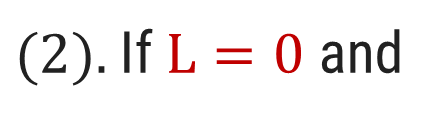 (2). If L = 0 and